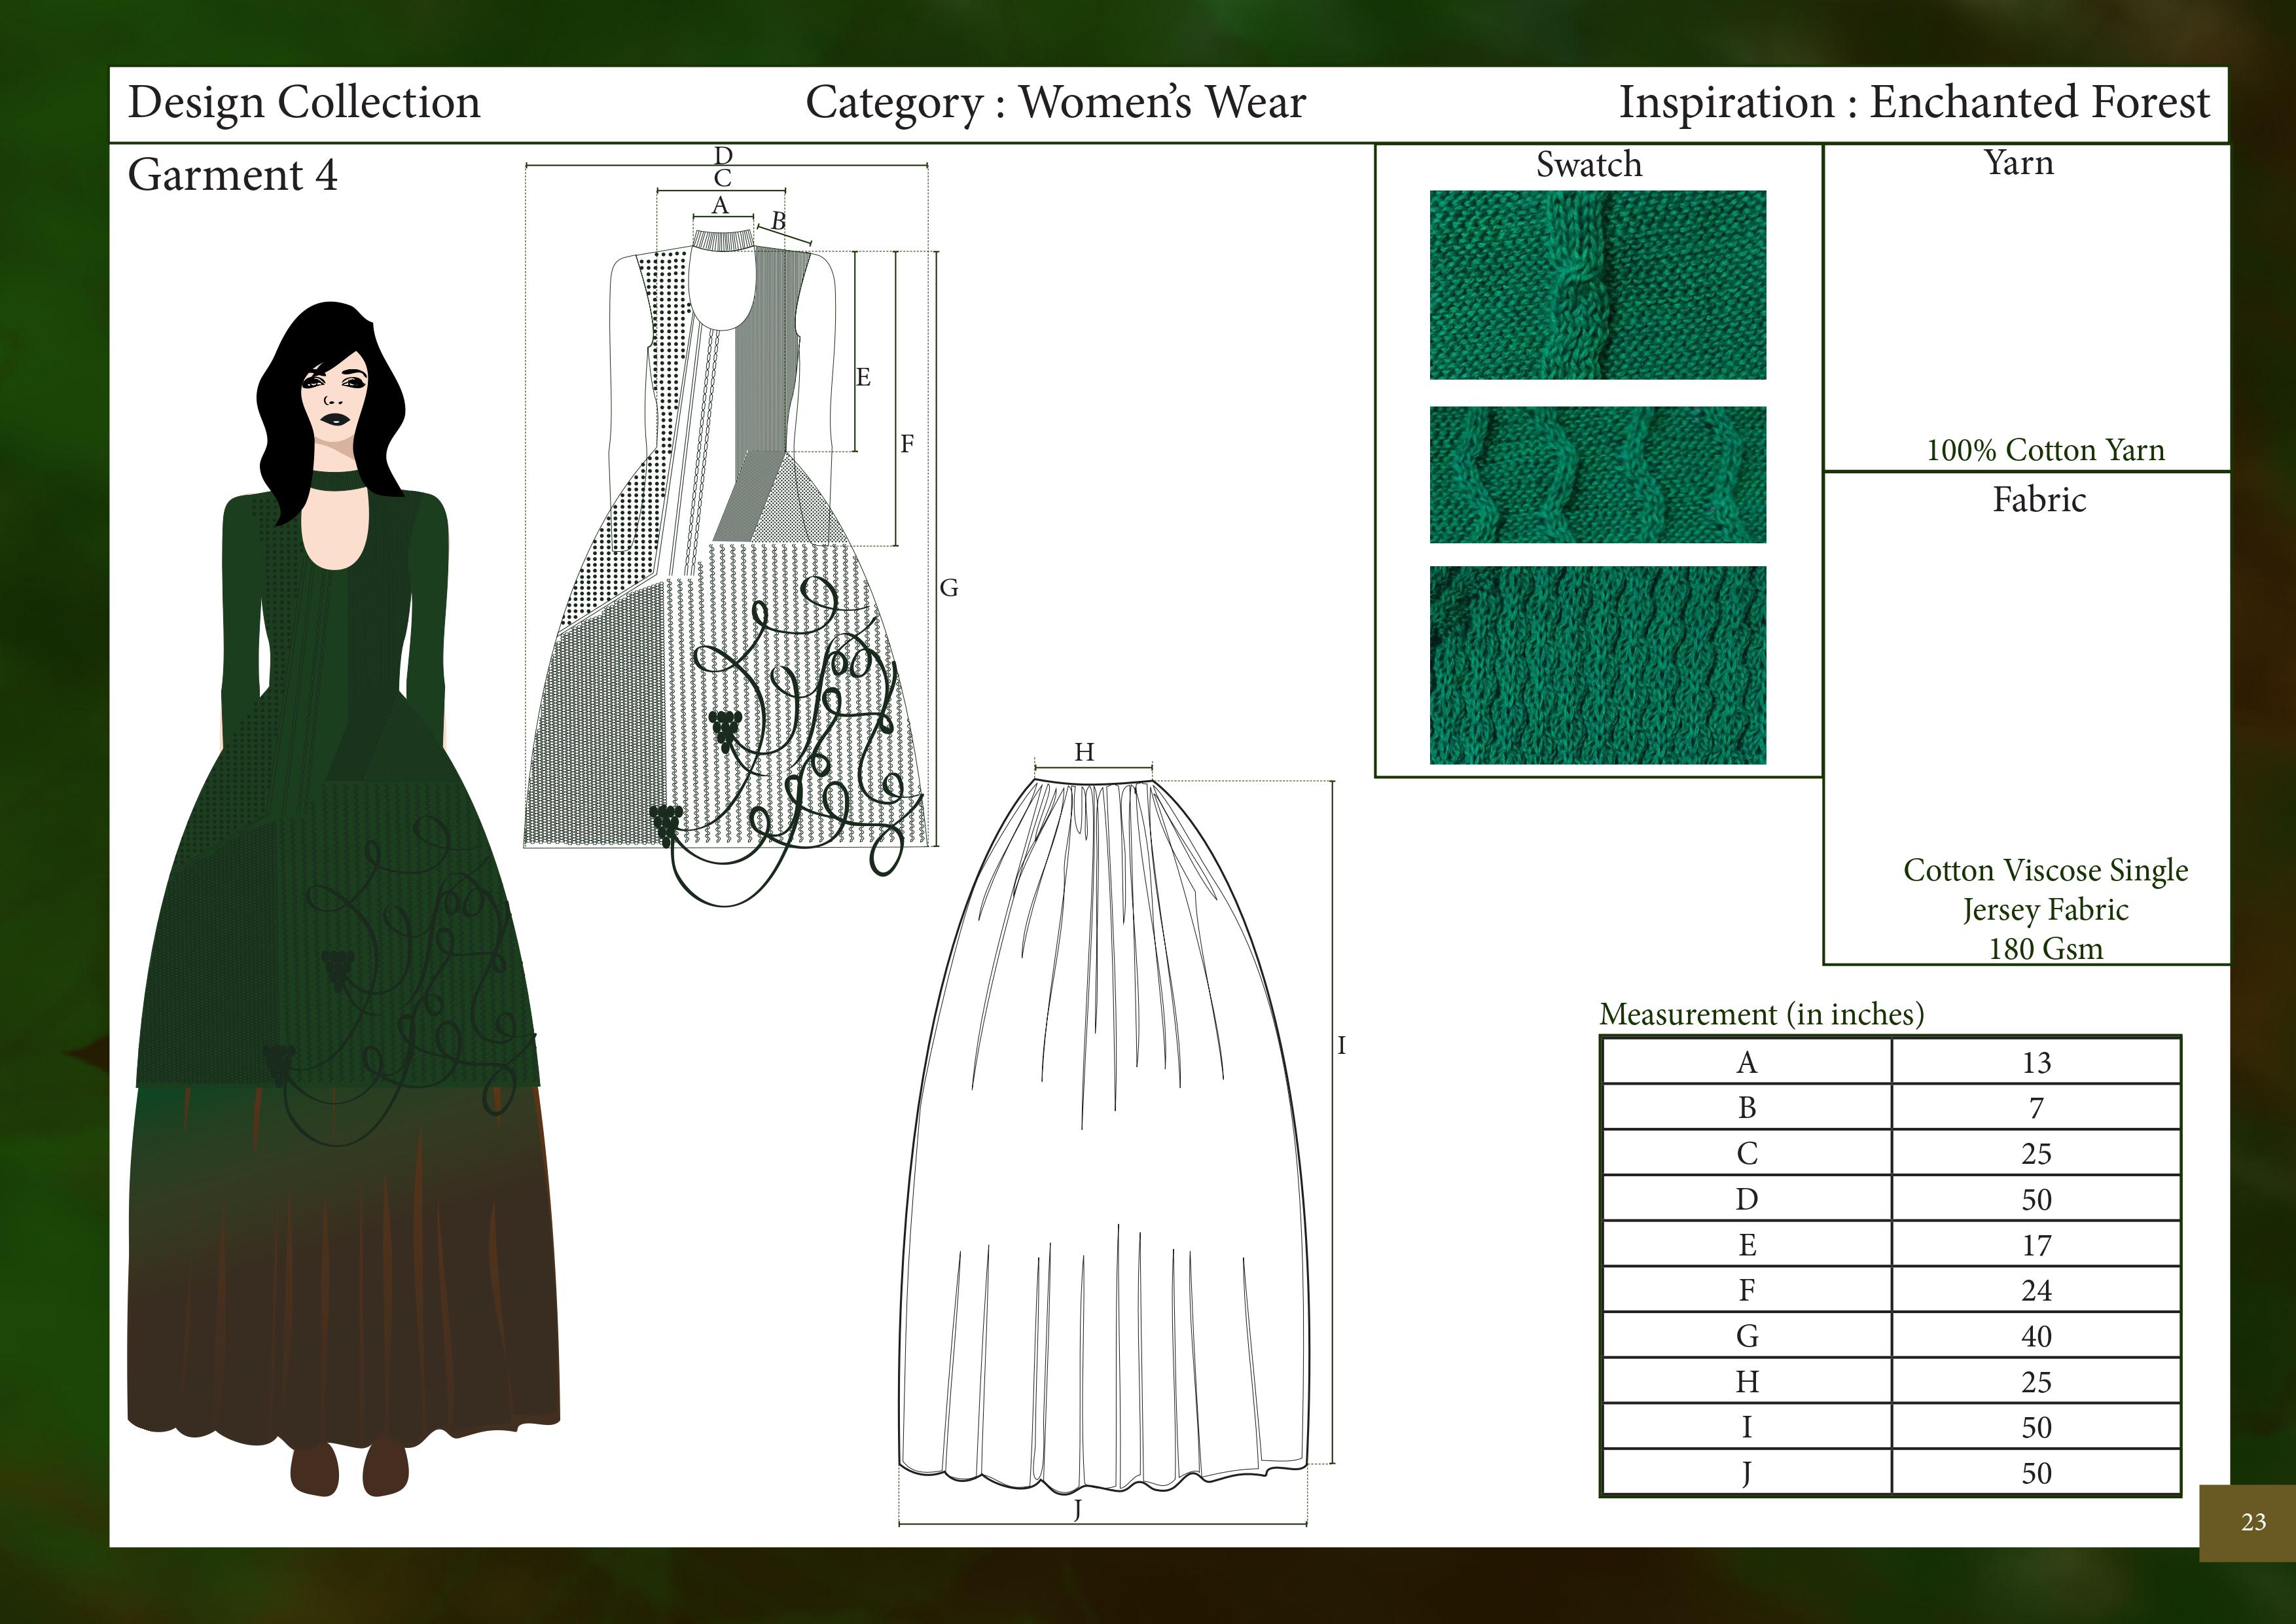 Design Collection
Category : Women's Wear
Inspiration : Enchanted Forest
Garment 4
D
C
A
B
E
F
G
H
I
J
Swatch
Yarn
100% Cotton Yarn
Fabric
Cotton Viscose Single
Jersey Fabric
180 Gsm
Measurement (in inches)
A 13
B 7
C 25
D 50
E 17
F 24
G 40
H 25
I 50
J 50
23